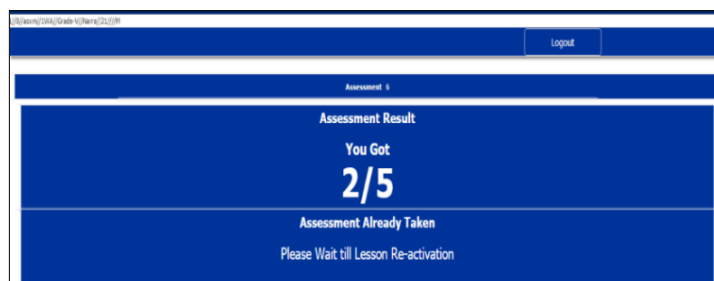 Logout
Assessment 6
Assessment Result
You Got
2/5
Assessment Already Taken
Please Wait till Lesson Re-activation